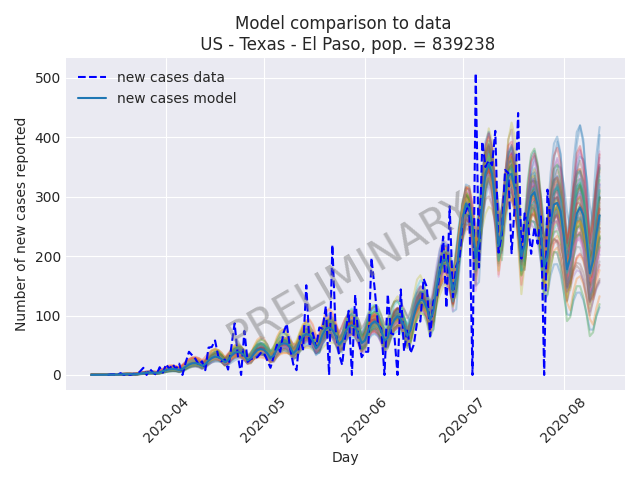 Model comparison to data
US - Texas - El Paso, pop. = 839238
new cases data
new cases model
PRELIMINARY
Number of new cases reported
500
400
300
200
100
0
2020-04
2020-05
2020-06
2020-07
2020-08
Day